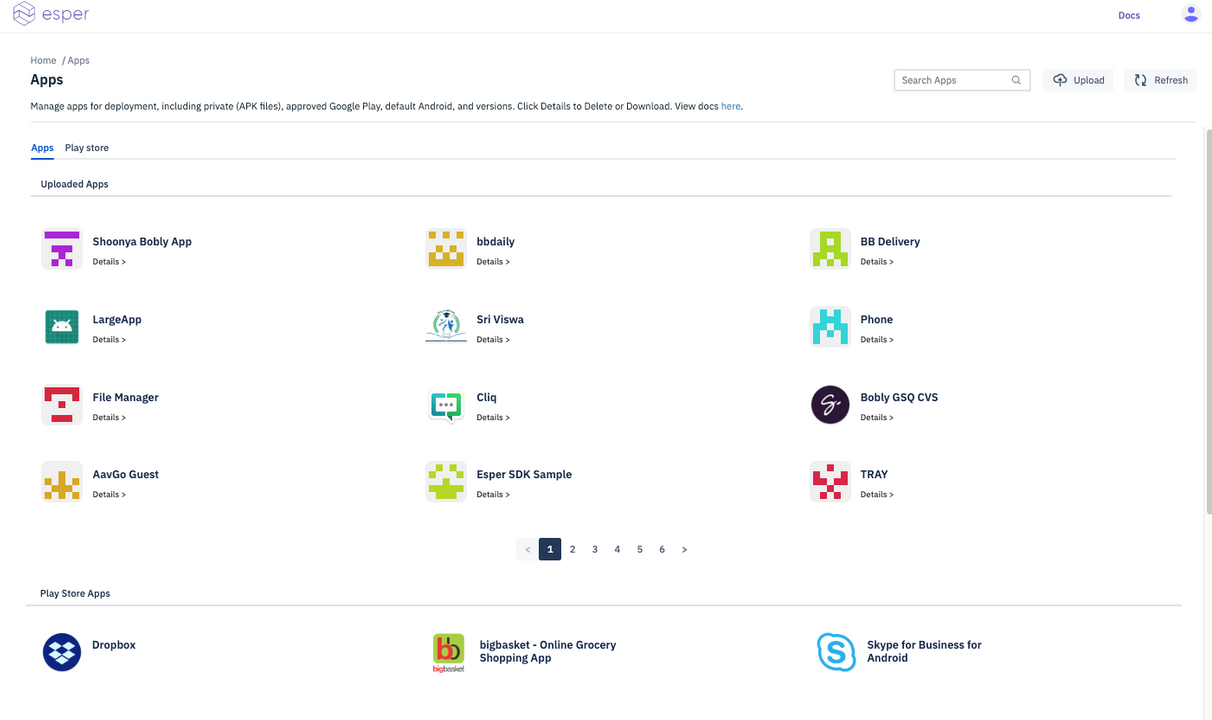 esper
Docs
Home / Apps
Apps
Search Apps
Upload
Refresh
Manage apps for deployment, including private (APK files), approved Google Play, default Android, and versions. Click Details to Delete or Download. View docs here.
Apps
Play store
Uploaded Apps
Shoonya Bobly App
Details >
bbdaily
Details >
BB Delivery
Details >
LargeApp
Details >
Sri Viswa
Details >
Phone
Details >
File Manager
Details >
Cliq
Details >
Bobly GSQ CVS
Details >
AavGo Guest
Details >
Esper SDK Sample
Details >
TRAY
Details >
< 1 2 3 4 5 6 >
Play Store Apps
Dropbox
bb
bigbasket
bigbasket - Online Grocery
Shopping App
S
Skype for Business for
Android